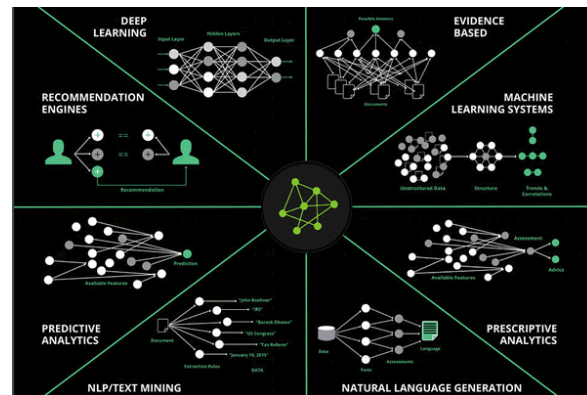 DEEP
LEARNING
Input Layer
Hidden Layers
Output Layer
EVIDENCE
BASED
Possible Answers
Documents
RECOMMENDATION
ENGINES
Recommendation
MACHINE
LEARNING SYSTEMS
Unstructured Data
Structure
Trends &
Correlations
Prediction
Available Features
PREDICTIVE
ANALYTICS
Document
Extraction Rules
"John Boehner"
"IRS"
"Barack Obama"
"US Congress"
"Tax Reform"
"January 10, 2015"
DATA
NLP/TEXT MINING
Assessment
Advice
Available Features
PRESCRIPTIVE
ANALYTICS
Data
Facts
Assessments
Language
NATURAL LANGUAGE GENERATION